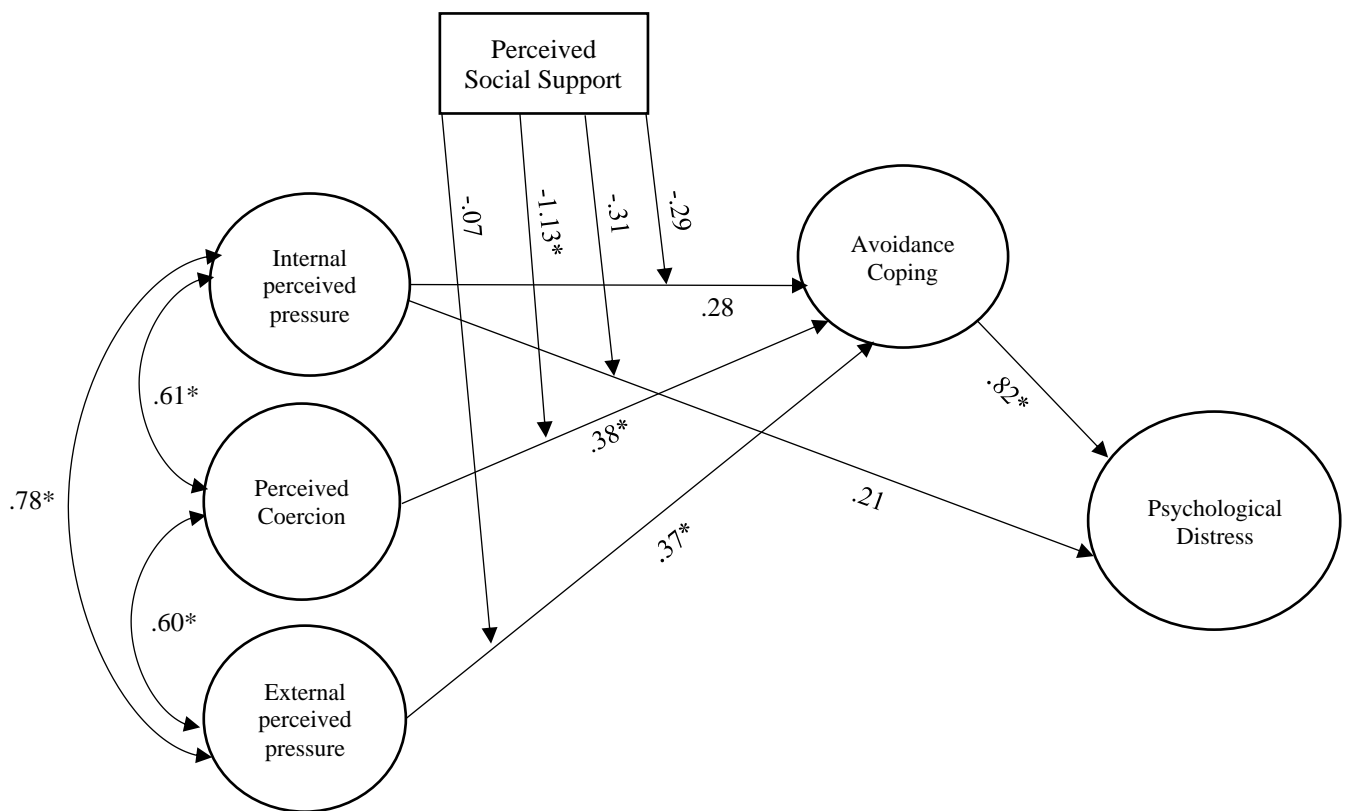 Perceived
Social Support
-.07
-1.13*
-.31
-.29
Internal
perceived
pressure
Avoidance
Coping
.28
.61*
.38*
.82*
.78*
Perceived
Coercion
.21
Psychological
Distress
.37*
.60*
External
perceived
pressure